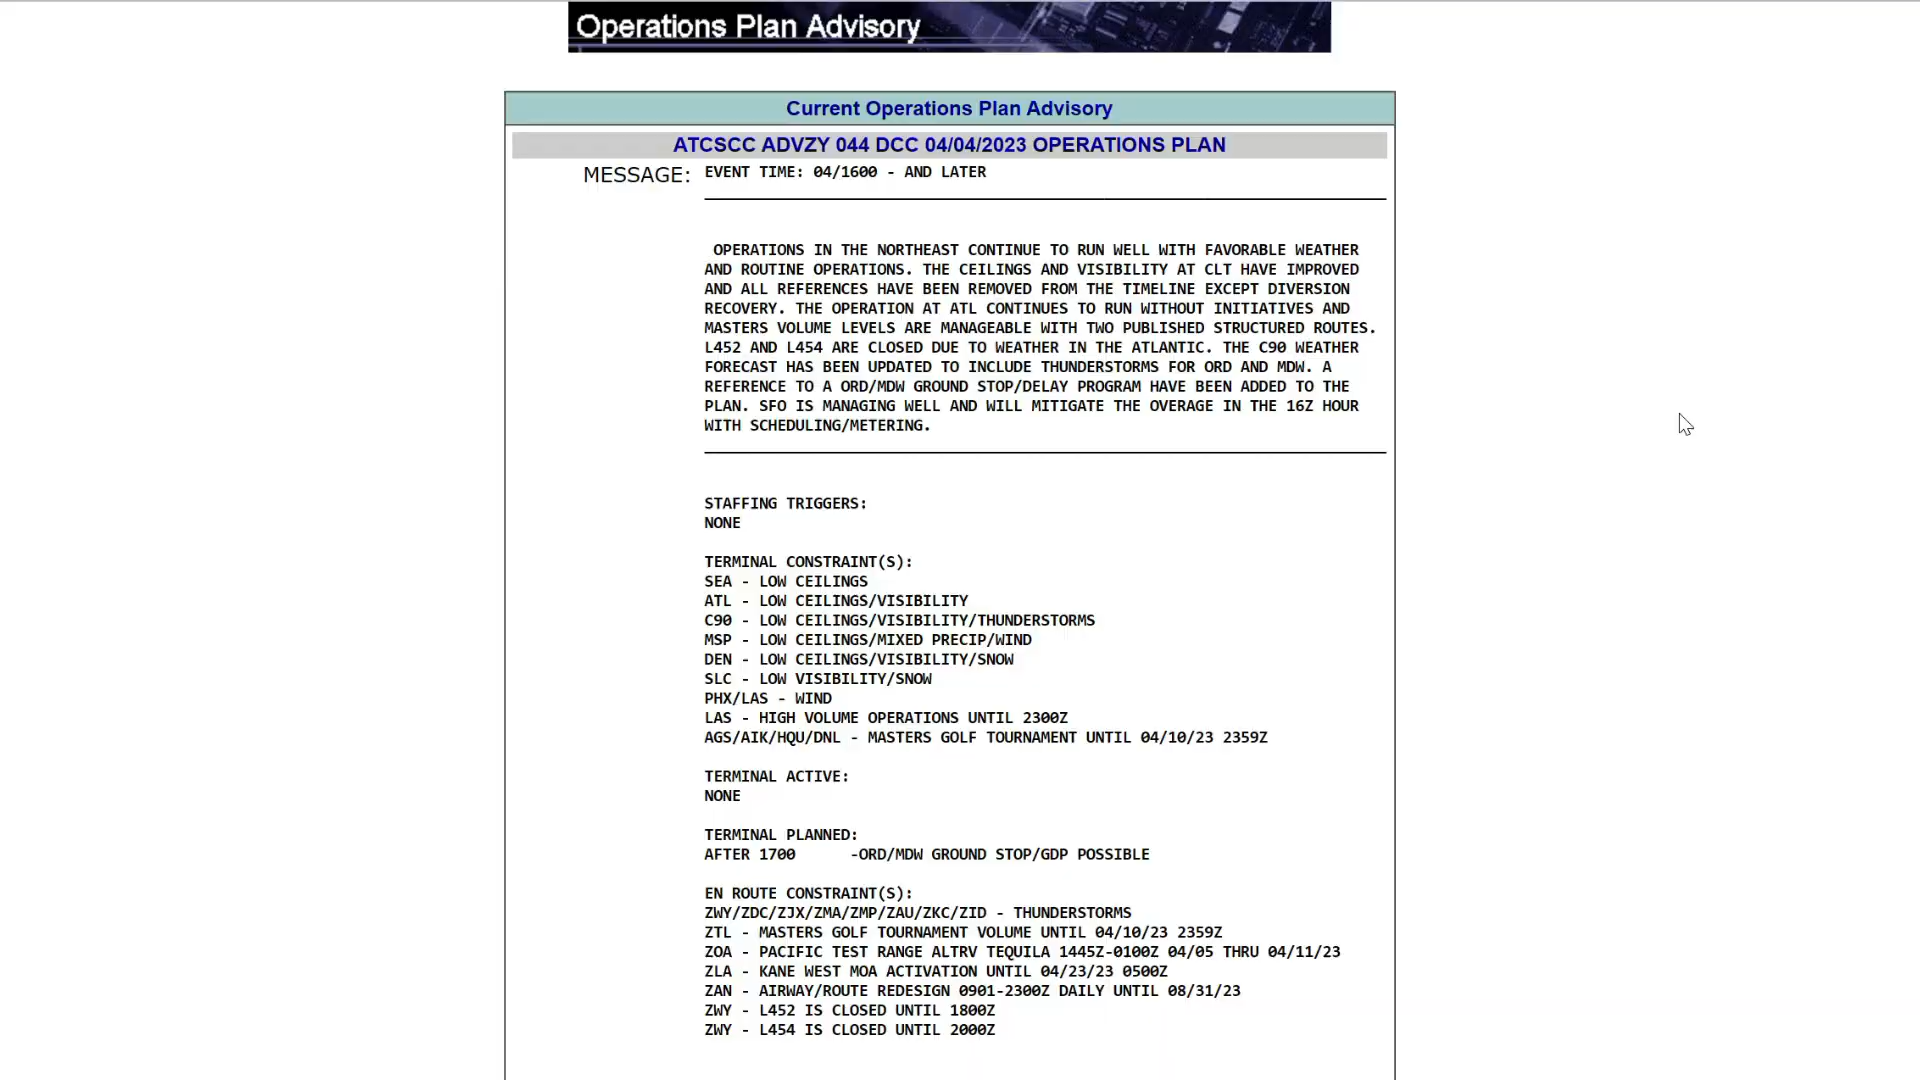 Operations Plan Advisory
Current Operations Plan Advisory
ATCSCC ADVZY 044 DCC 04/04/2023 OPERATIONS PLAN
MESSAGE: EVENT TIME: 04/1600 - AND LATER
OPERATIONS IN THE NORTHEAST CONTINUE TO RUN WELL WITH FAVORABLE WEATHER
AND ROUTINE OPERATIONS. THE CEILINGS AND VISIBILITY AT CLT HAVE IMPROVED
AND ALL REFERENCES HAVE BEEN REMOVED FROM THE TIMELINE EXCEPT DIVERSION
RECOVERY. THE OPERATION AT ATL CONTINUES TO RUN WITHOUT INITIATIVES AND
MASTERS VOLUME LEVELS ARE MANAGEABLE WITH TWO PUBLISHED STRUCTURED ROUTES.
L452 AND L454 ARE CLOSED DUE TO WEATHER IN THE ATLANTIC. THE C90 WEATHER
FORECAST HAS BEEN UPDATED TO INCLUDE THUNDERSTORMS FOR ORD AND MDW. A
REFERENCE TO A ORD/MDW GROUND STOP/DELAY PROGRAM HAVE BEEN ADDED TO THE
PLAN. SFO IS MANAGING WELL AND WILL MITIGATE THE OVERAGE IN THE 16Z HOUR
WITH SCHEDULING/METERING.
STAFFING TRIGGERS:
NONE
TERMINAL CONSTRAINT(S):
SEA - LOW CEILINGS
ATL - LOW CEILINGS/VISIBILITY
C90 - LOW CEILINGS/VISIBILITY/THUNDERSTORMS
MSP - LOW CEILINGS/MIXED PRECIP/WIND
DEN - LOW CEILINGS/VISIBILITY/SNOW
SLC - LOW VISIBILITY/SNOW
PHX/LAS - WIND
LAS - HIGH VOLUME OPERATIONS UNTIL 2300Z
AGS/AIK/HQU/DNL - MASTERS GOLF TOURNAMENT UNTIL 04/10/23 2359Z
TERMINAL ACTIVE:
NONE
TERMINAL PLANNED:
AFTER 1700 -ORD/MDW GROUND STOP/GDP POSSIBLE
EN ROUTE CONSTRAINT(S):
ZWY/ZDC/ZJX/ZMA/ZMP/ZAU/ZKC/ZID - THUNDERSTORMS
ZTL - MASTERS GOLF TOURNAMENT VOLUME UNTIL 04/10/23 2359Z
ZOA - PACIFIC TEST RANGE ALTRV TEQUILA 1445Z-0100Z 04/05 THRU 04/11/23
ZLA - KANE WEST MOA ACTIVATION UNTIL 04/23/23 0500Z
ZAN - AIRWAY/ROUTE REDESIGN 0901-2300Z DAILY UNTIL 08/31/23
ZWY - L452 IS CLOSED UNTIL 1800Z
ZWY - L454 IS CLOSED UNTIL 2000Z